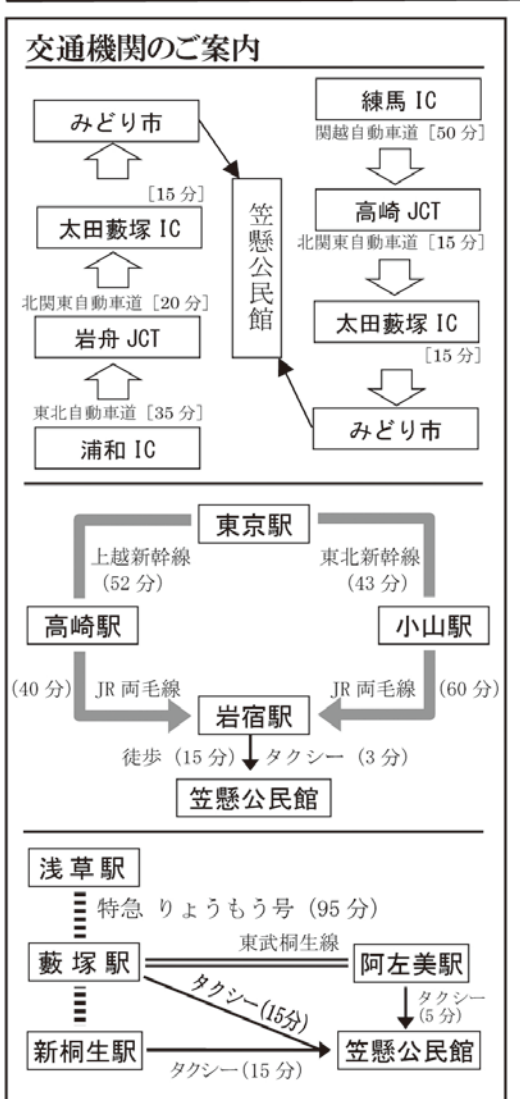 交通機関のご案内
みどり市
[15分]
太田藪塚 IC
北関東自動車道 [20分]
岩舟 JCT
東北自動車道 [35分]
浦和 IC
笠懸公民館
練馬 IC
関越自動車道 [50分]
高崎 JCT
北関東自動車道 [15分]
太田藪塚 IC
[15分]
みどり市
東京駅
上越新幹線
(52分)
東北新幹線
(43分)
高崎駅
小山駅
(40分) JR 両毛線
JR 両毛線 (60分)
岩宿駅
徒歩 (15分) タクシー (3分)
笠懸公民館
浅草駅
特急 りょうもう号 (95分)
東武桐生線
藪塚駅
阿左美駅
タクシー(15分)
タクシー
(5分)
新桐生駅
笠懸公民館
タクシー(15分)